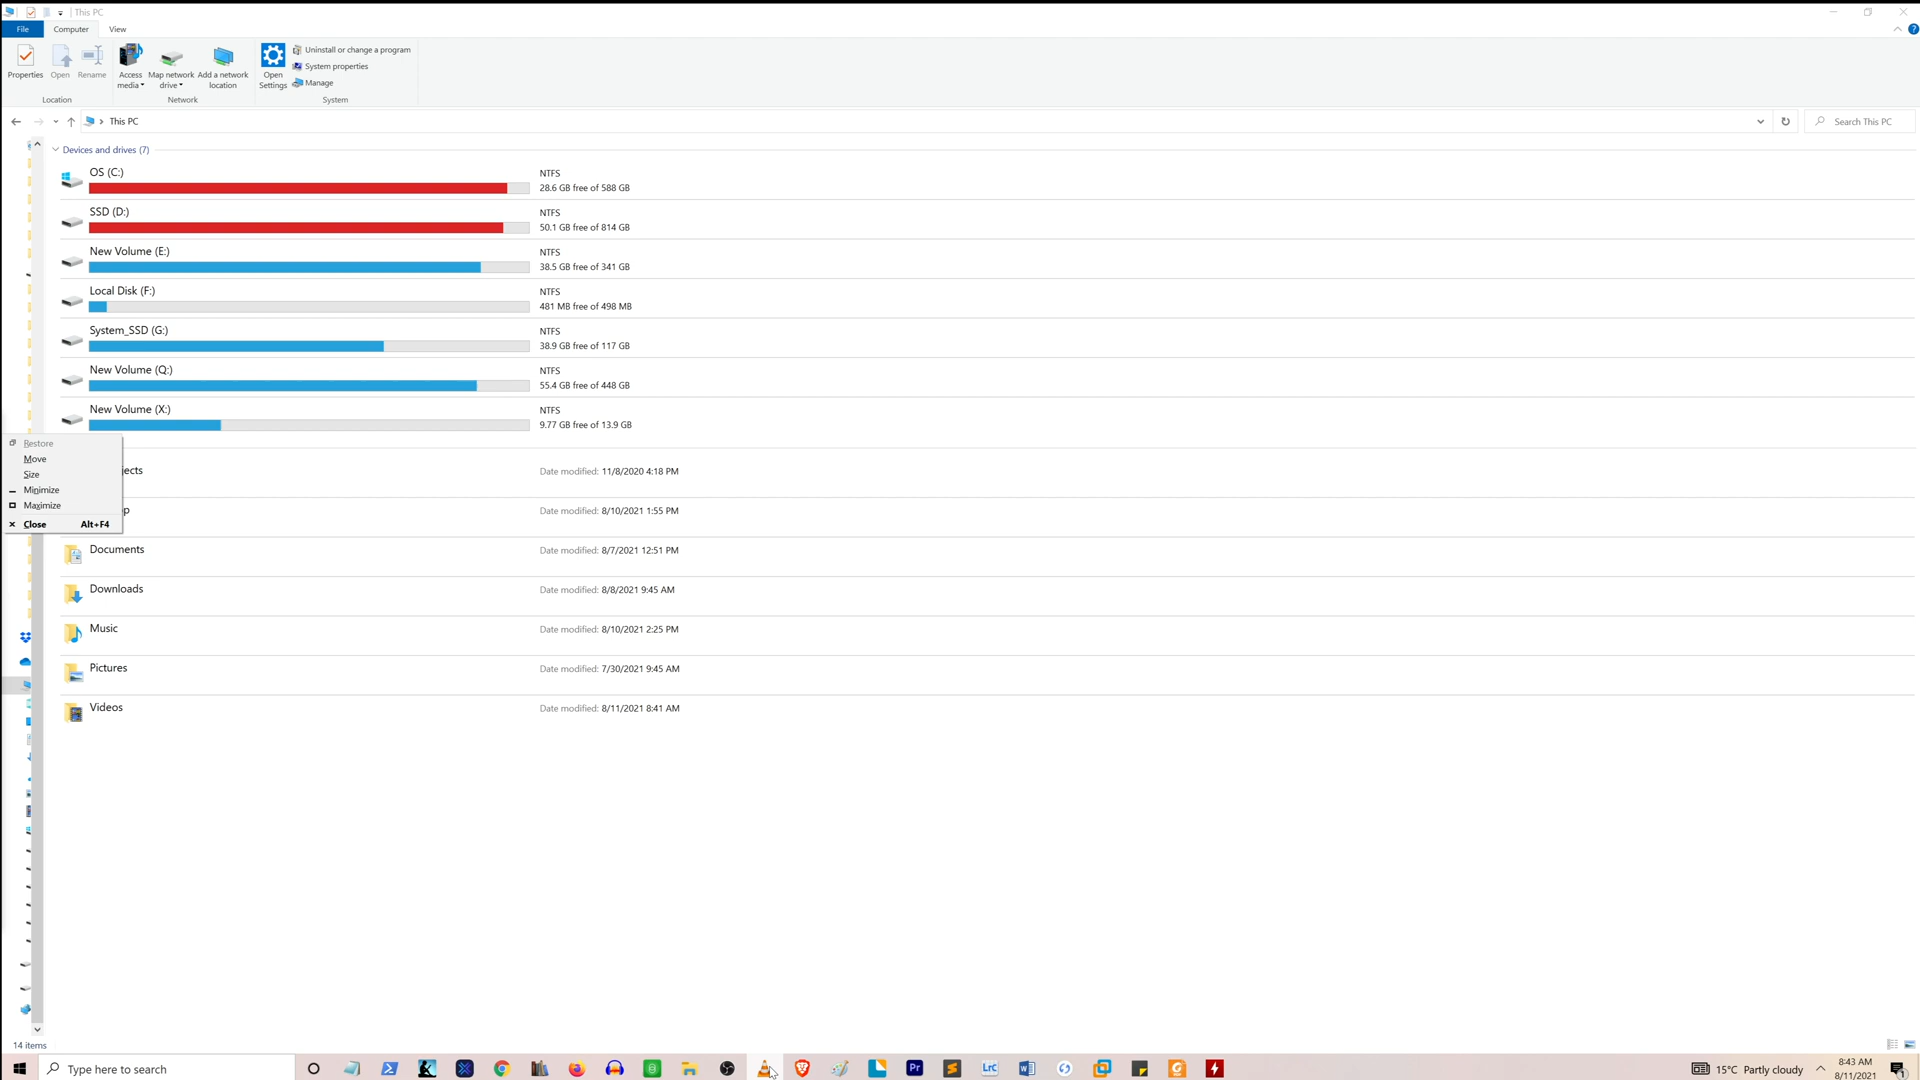 This PC
File Computer View
Properties Open Rename Access media Map network drive Add a network location Open Settings Uninstall or change a program
System properties
Manage
Location Network System
This PC Search This PC
Devices and drives (7)
OS (C:) NTFS
28.6 GB free of 588 GB
SSD (D:) NTFS
50.1 GB free of 814 GB
New Volume (E:) NTFS
38.5 GB free of 341 GB
Local Disk (F:) NTFS
481 MB free of 498 MB
System_SSD (G:) NTFS
38.9 GB free of 117 GB
New Volume (Q:) NTFS
55.4 GB free of 448 GB
New Volume (X:) NTFS
9.77 GB free of 13.9 GB
Restore
Move
Size
Minimize
Maximize
Close Alt+F4
jects Date modified: 11/8/2020 4:18 PM
p Date modified: 8/10/2021 1:55 PM
Documents Date modified: 8/7/2021 12:51 PM
Downloads Date modified: 8/8/2021 9:45 AM
Music Date modified: 8/10/2021 2:25 PM
Pictures Date modified: 7/30/2021 9:45 AM
Videos Date modified: 8/11/2021 8:41 AM
14 items
Type here to search Pr Lrc W 15°C Partly cloudy 8:43 AM
8/11/2021 1